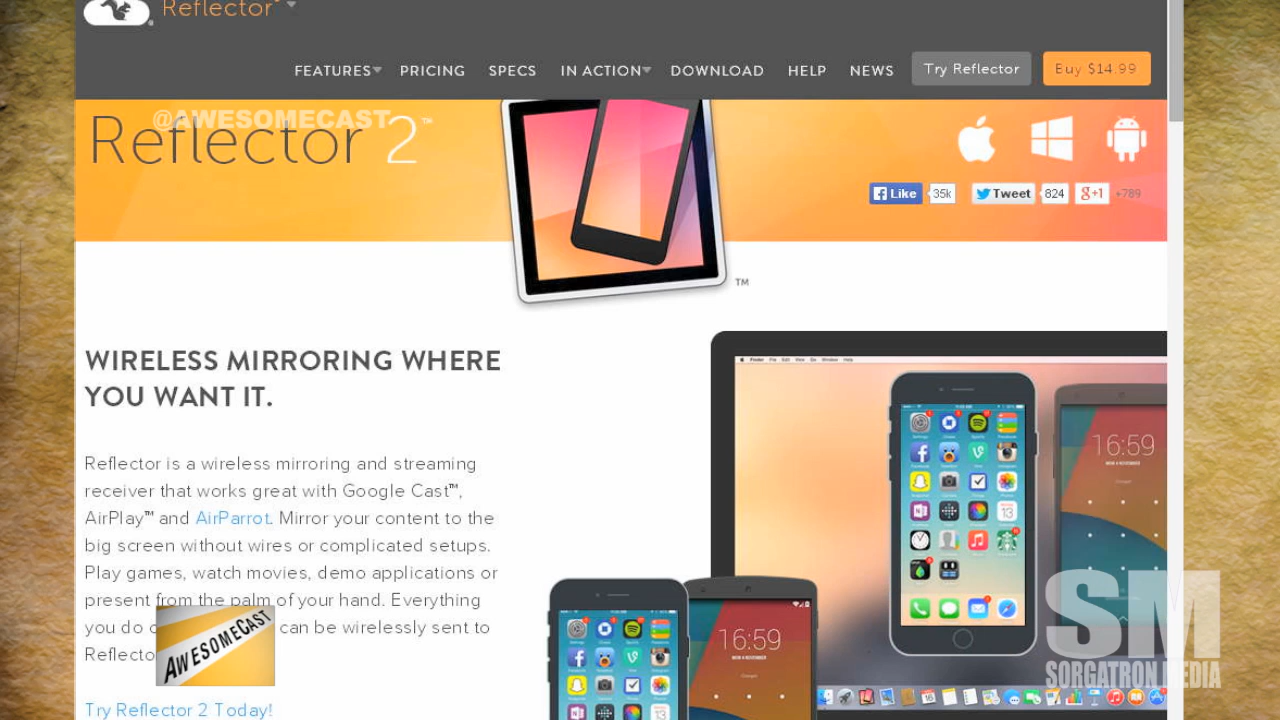 Reflector
FEATURES PRICING SPECS IN ACTION DOWNLOAD HELP NEWS Try Reflector Buy $14.99
@AWESOMECAST
Reflector 2™
Like 35k Tweet 824 g+1 +789
TM
WIRELESS MIRRORING WHERE
YOU WANT IT.
Reflector is a wireless mirroring and streaming
receiver that works great with Google Cast™,
AirPlay™ and AirParrot. Mirror your content to the
big screen without wires or complicated setups.
Play games, watch movies, demo applications or
present from the palm of your hand. Everything
you do can be wirelessly sent to
Reflecto
AWESOMECAST
Try Reflector 2 Today!
16:59
16:59
SM
SORGATRON MEDIA